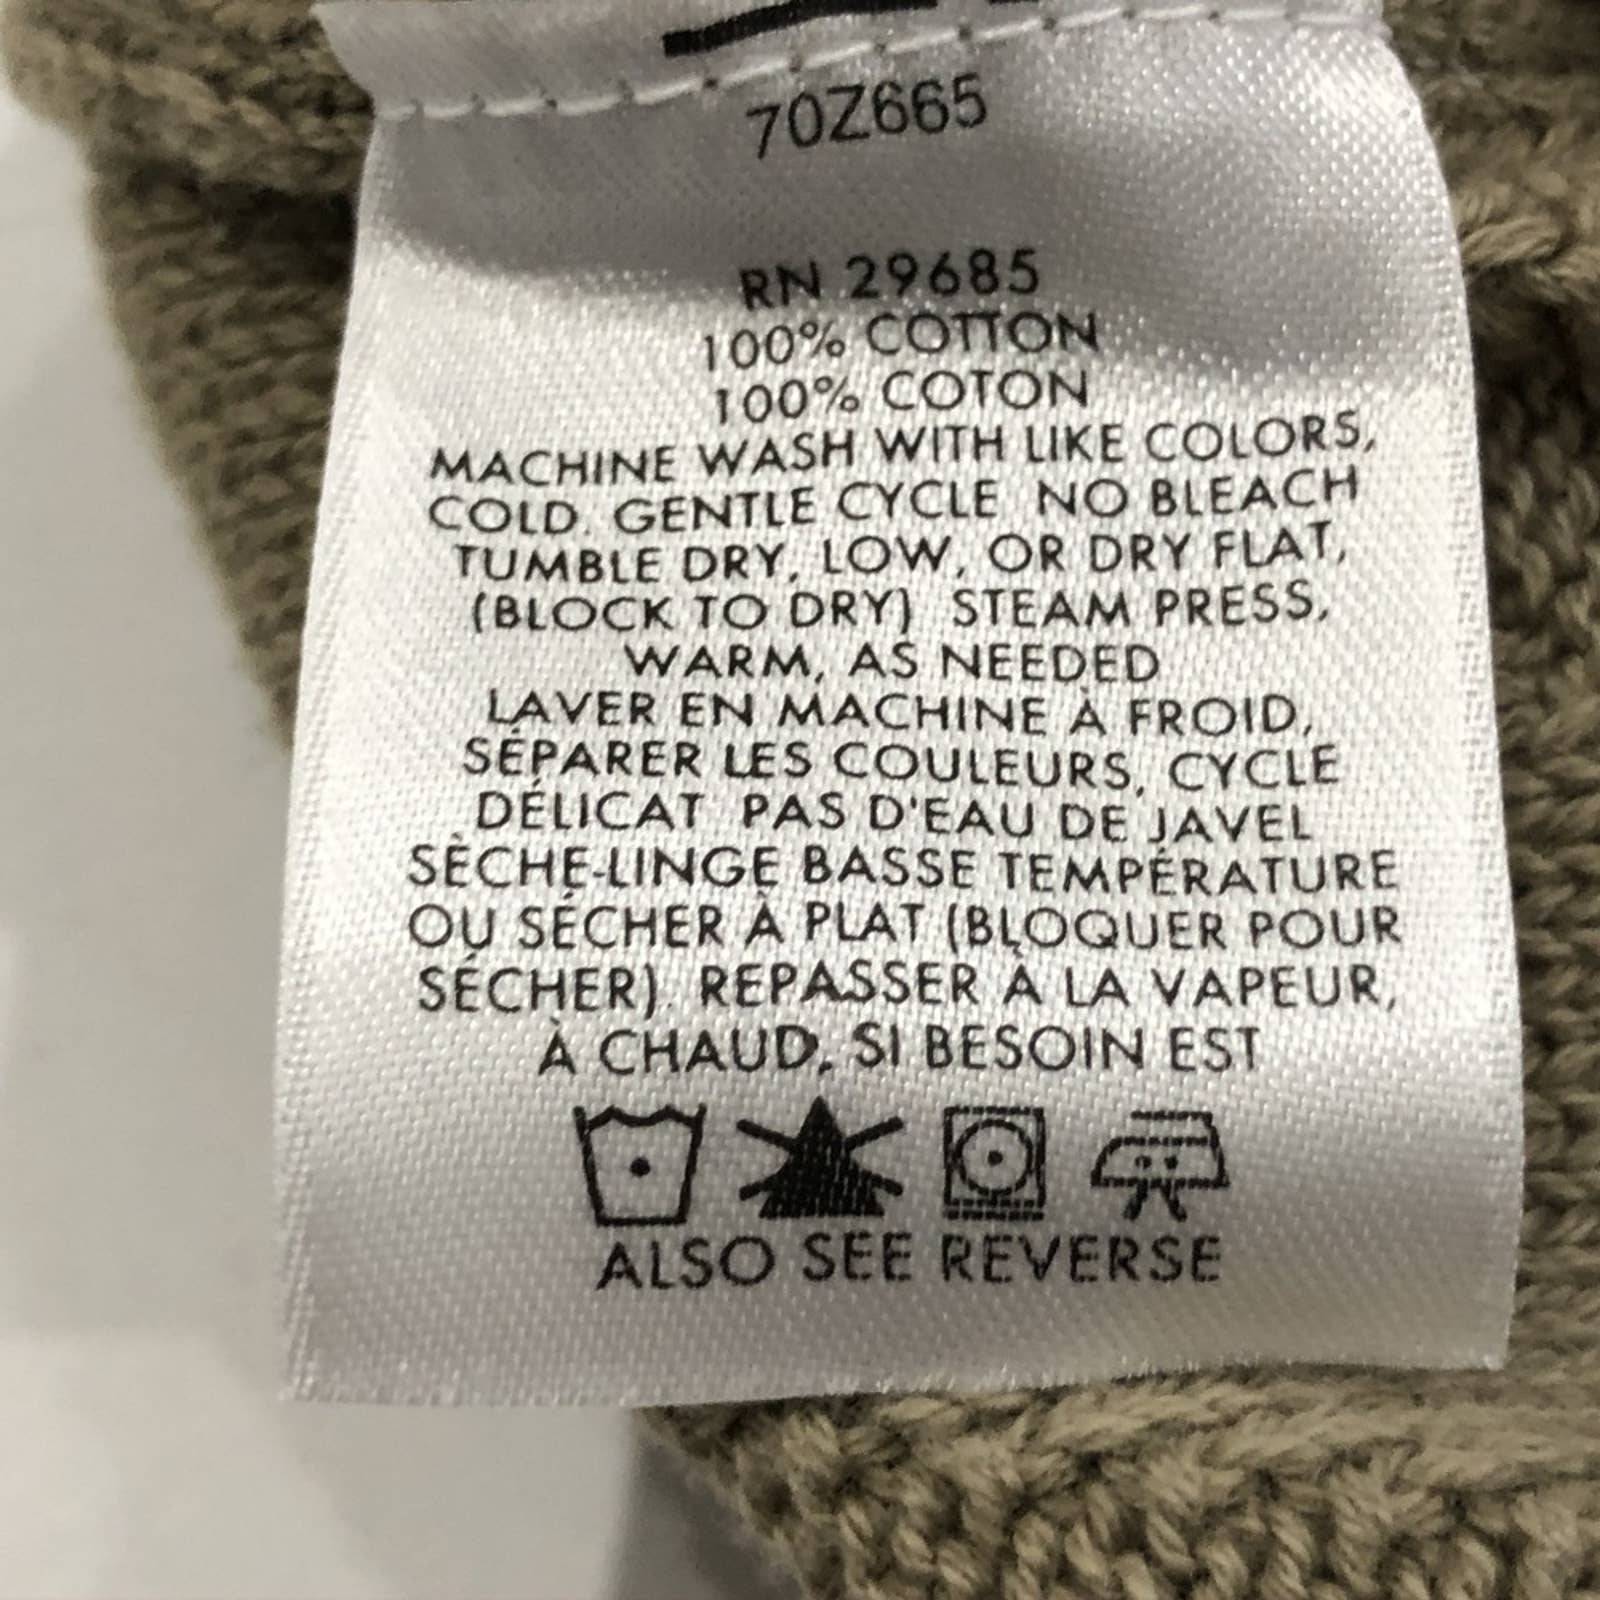 70Z665
RN 29685
100% COTTON
100% COTON
MACHINE WASH WITH LIKE COLORS,
COLD. GENTLE CYCLE NO BLEACH
TUMBLE DRY, LOW, OR DRY FLAT,
(BLOCK TO DRY) STEAM PRESS,
WARM, AS NEEDED
LAVER EN MACHINE À FROID,
SÉPARER LES COULEURS, CYCLE
DÉLICAT PAS D'EAU DE JAVEL
SÈCHE-LINGE BASSE TEMPÉRATURE
OU SÉCHER À PLAT (BLOQUER POUR
SÉCHER). REPASSER À LA VAPEUR,
À CHAUD, SI BESOIN EST
ALSO SEE REVERSE